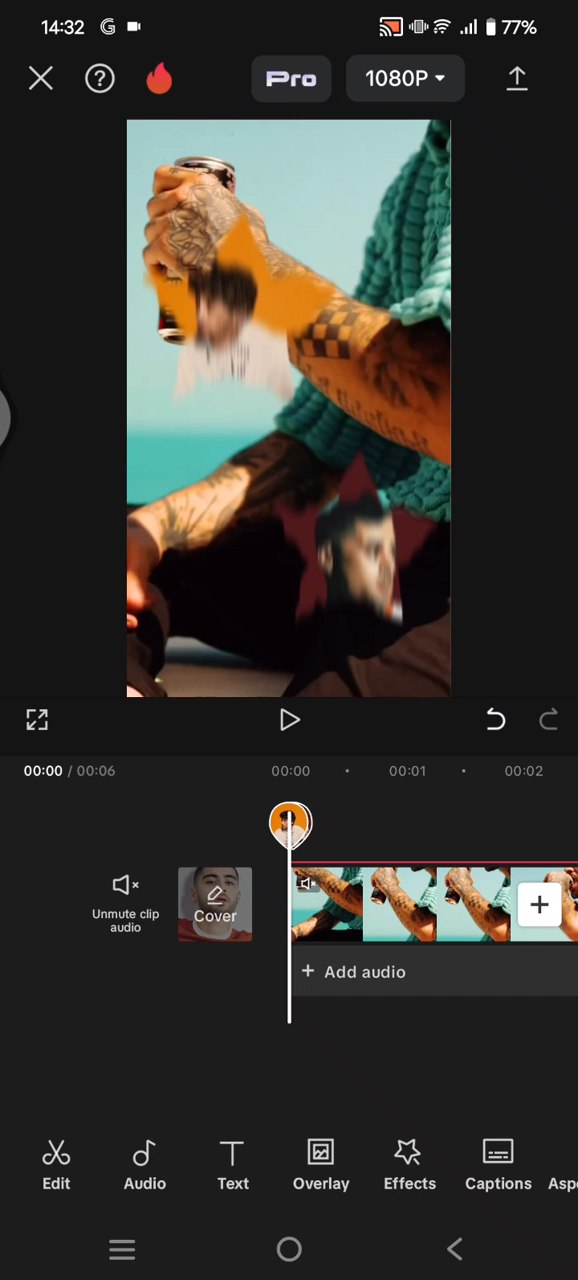 14:32
77%
Pro
1080P
00:00 / 00:06
00:00
00:01
00:02
Unmute clip
audio
Cover
+ Add audio
Edit
Audio
Text
Overlay
Effects
Captions
Asp